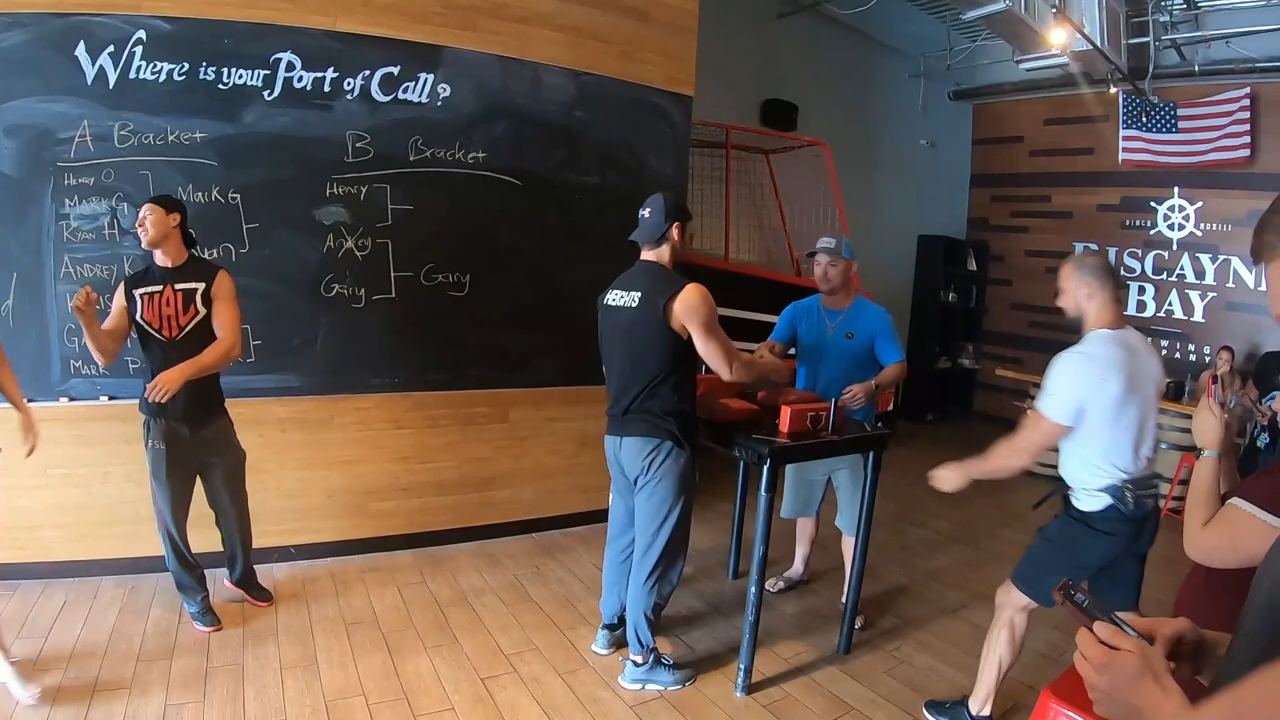 Where is your Port of Call?
A Bracket
HENRY O
MARK G
RYAN H
ANDREY K
MARK P
Mark G
B Bracket
Henry
Andrey
Gary
Gary
WAL
FSU
HEIGHTS
BISCAYNE
BAY